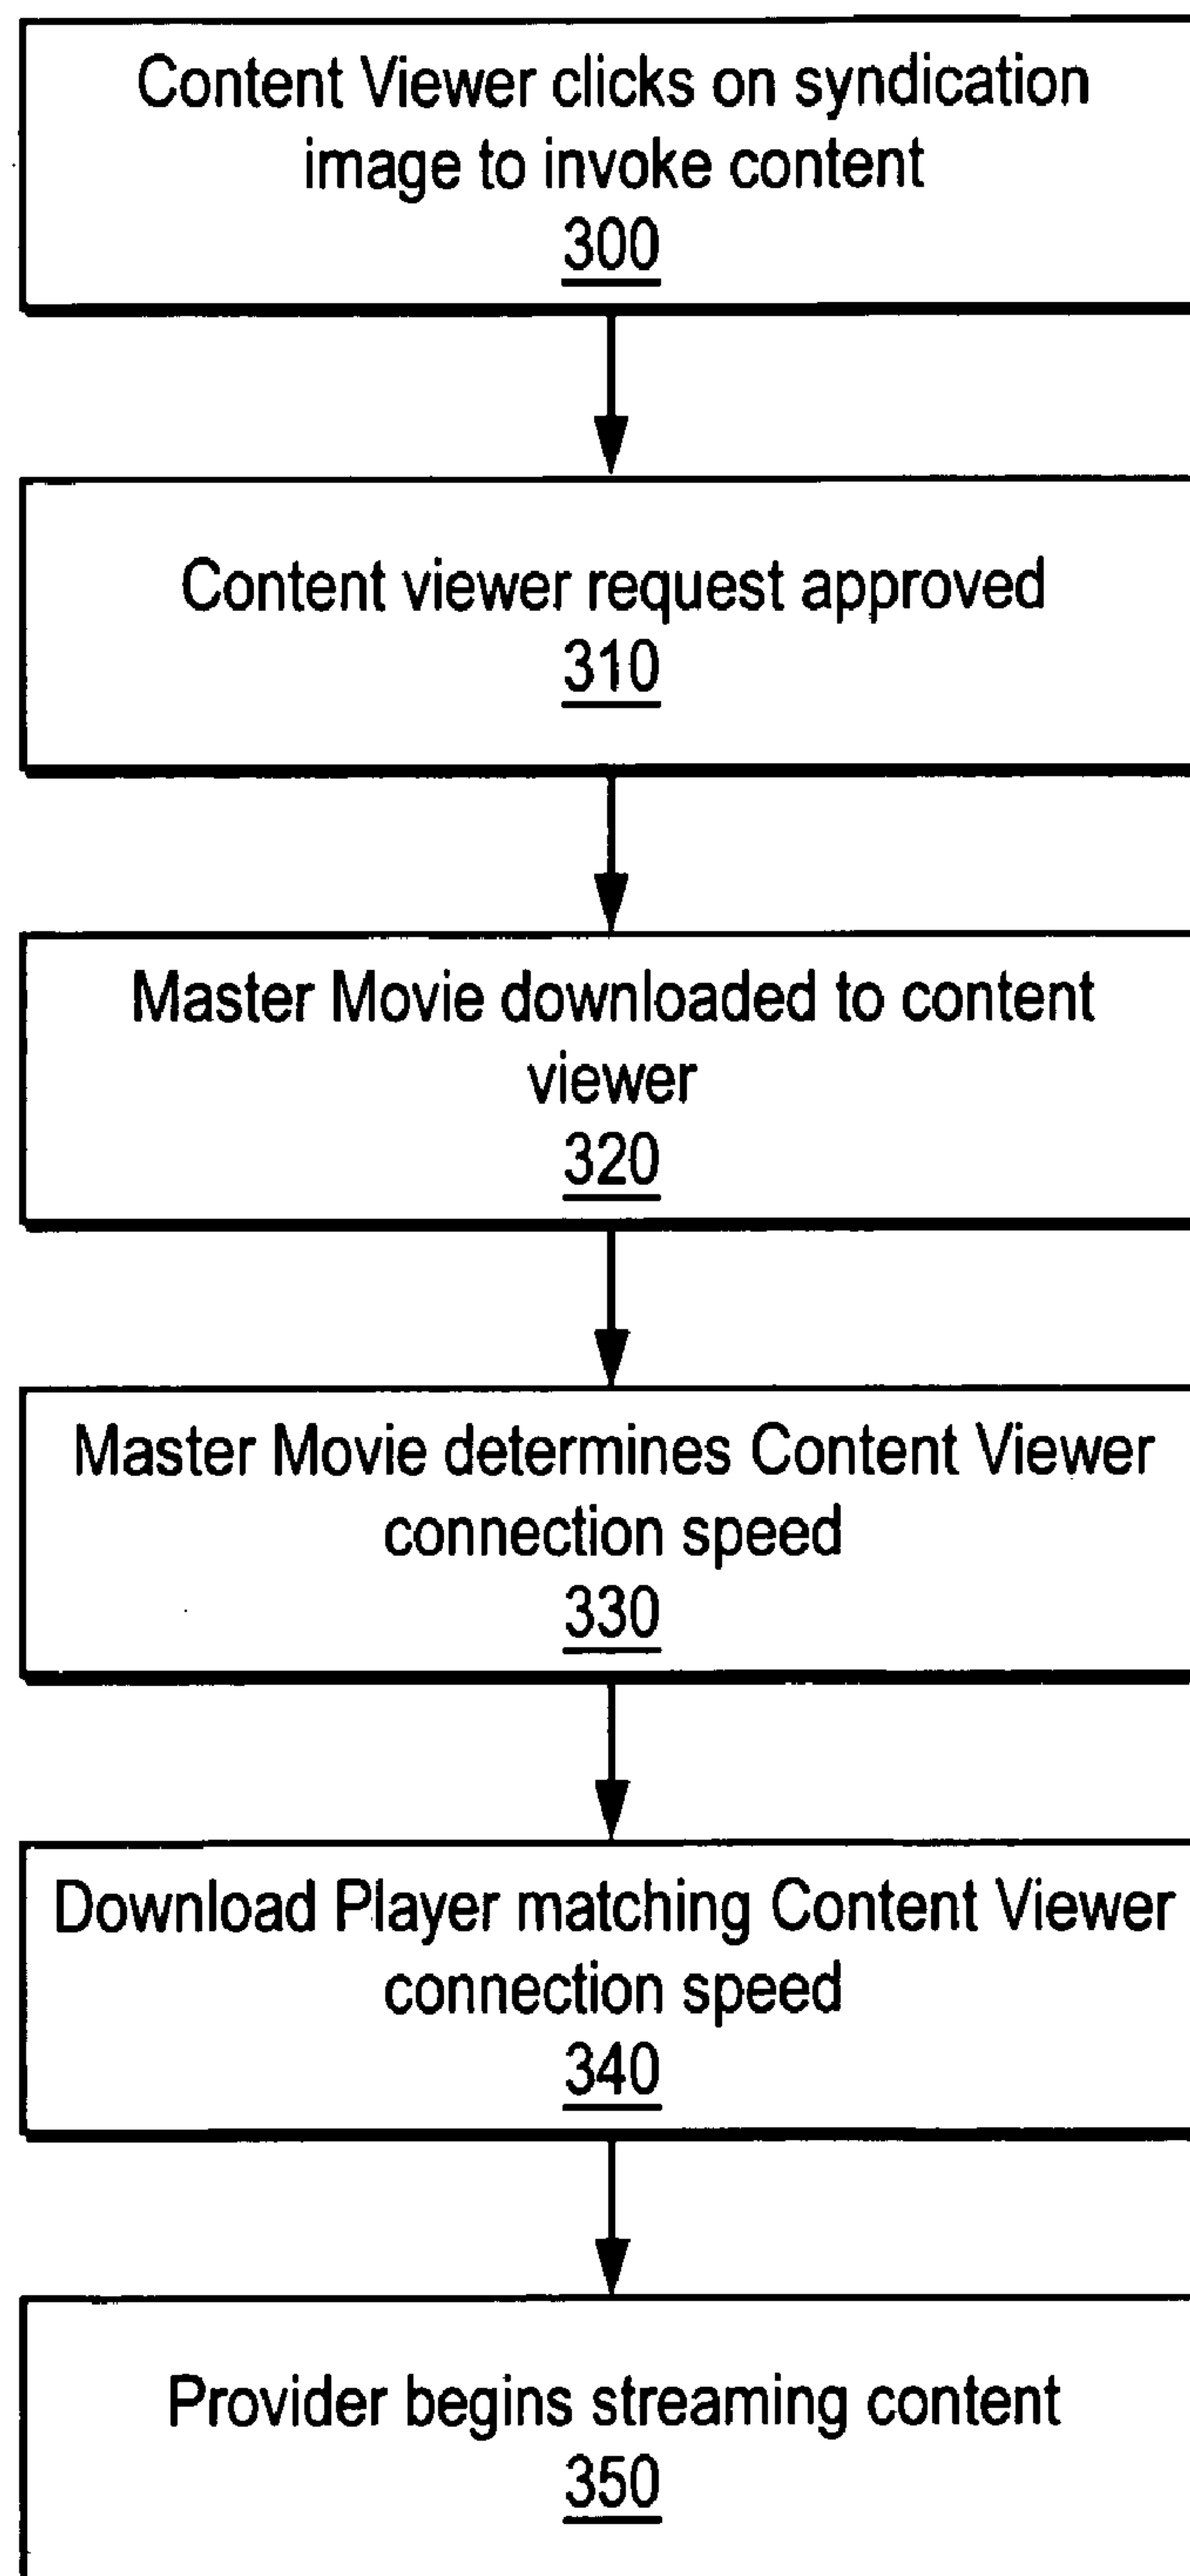 Content Viewer clicks on syndication
image to invoke content
300
Content viewer request approved
310
Master Movie downloaded to content
viewer
320
Master Movie determines Content Viewer
connection speed
330
Download Player matching Content Viewer
connection speed
340
Provider begins streaming content
350